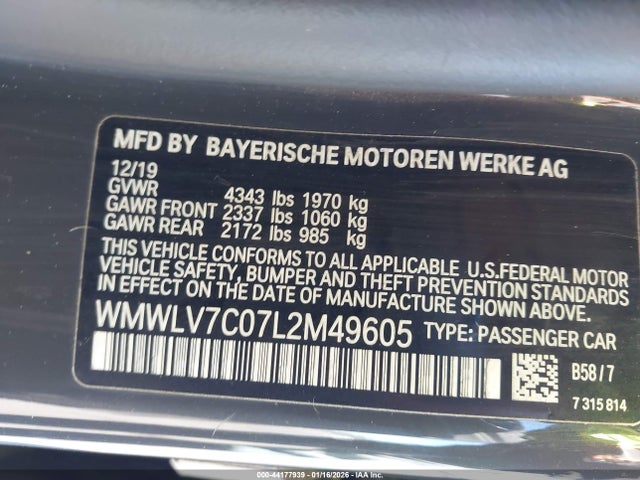 MFD BY BAYERISCHE MOTOREN WERKE AG
12/19
GVWR 4343 lbs 1970 kg
GAWR FRONT 2337 lbs 1060 kg
GAWR REAR 2172 lbs 985 kg
THIS VEHICLE CONFORMS TO ALL APPLICABLE U.S.FEDERAL MOTOR
VEHICLE SAFETY, BUMPER AND THEFT PREVENTION STANDARDS
IN EFFECT ON THE DATE OF MANUFACTURE SHOWN ABOVE.
WMWLV7C07L2M49605 TYPE: PASSENGER CAR
B58 / 7
7 315 814
000-44177939 - 01/16/2026 - IAA Inc.